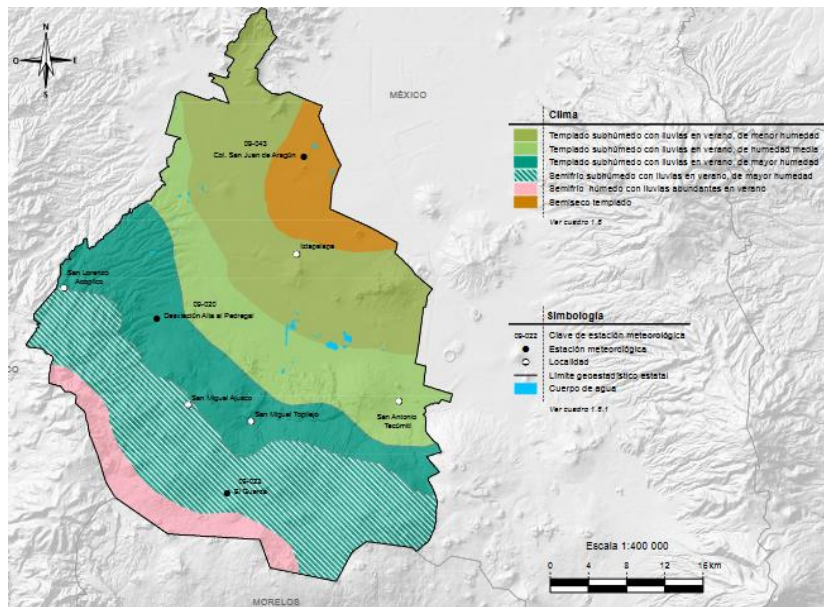 N
O
E
S
MÉXICO
09-043
Col. San Juan de Aragón
Iztapalapa
San Lorenzo
Acopilco
09-020
Desviación Alta al Pedregal
San Miguel Ajusco
San Miguel Topilejo
San Antonio
Tecómitl
El Guarda
MORELOS
CO
Clima
Templado subhúmedo con lluvias en verano, de menor humedad
Templado subhúmedo con lluvias en verano, de humedad media
Templado subhúmedo con lluvias en verano, de mayor humedad
Semifrío subhúmedo con lluvias en verano, de mayor humedad
Semifrío húmedo con lluvias abundantes en verano
Semiseco templado
Ver cuadro 1.6
Simbología
09-022 Clave de estación meteorológica
Estación meteorológica
Localidad
Límite geoestadístico estatal
Cuerpo de agua
Ver cuadro 1.6.1
Escala 1:400 000
0 4 8 12 16 km